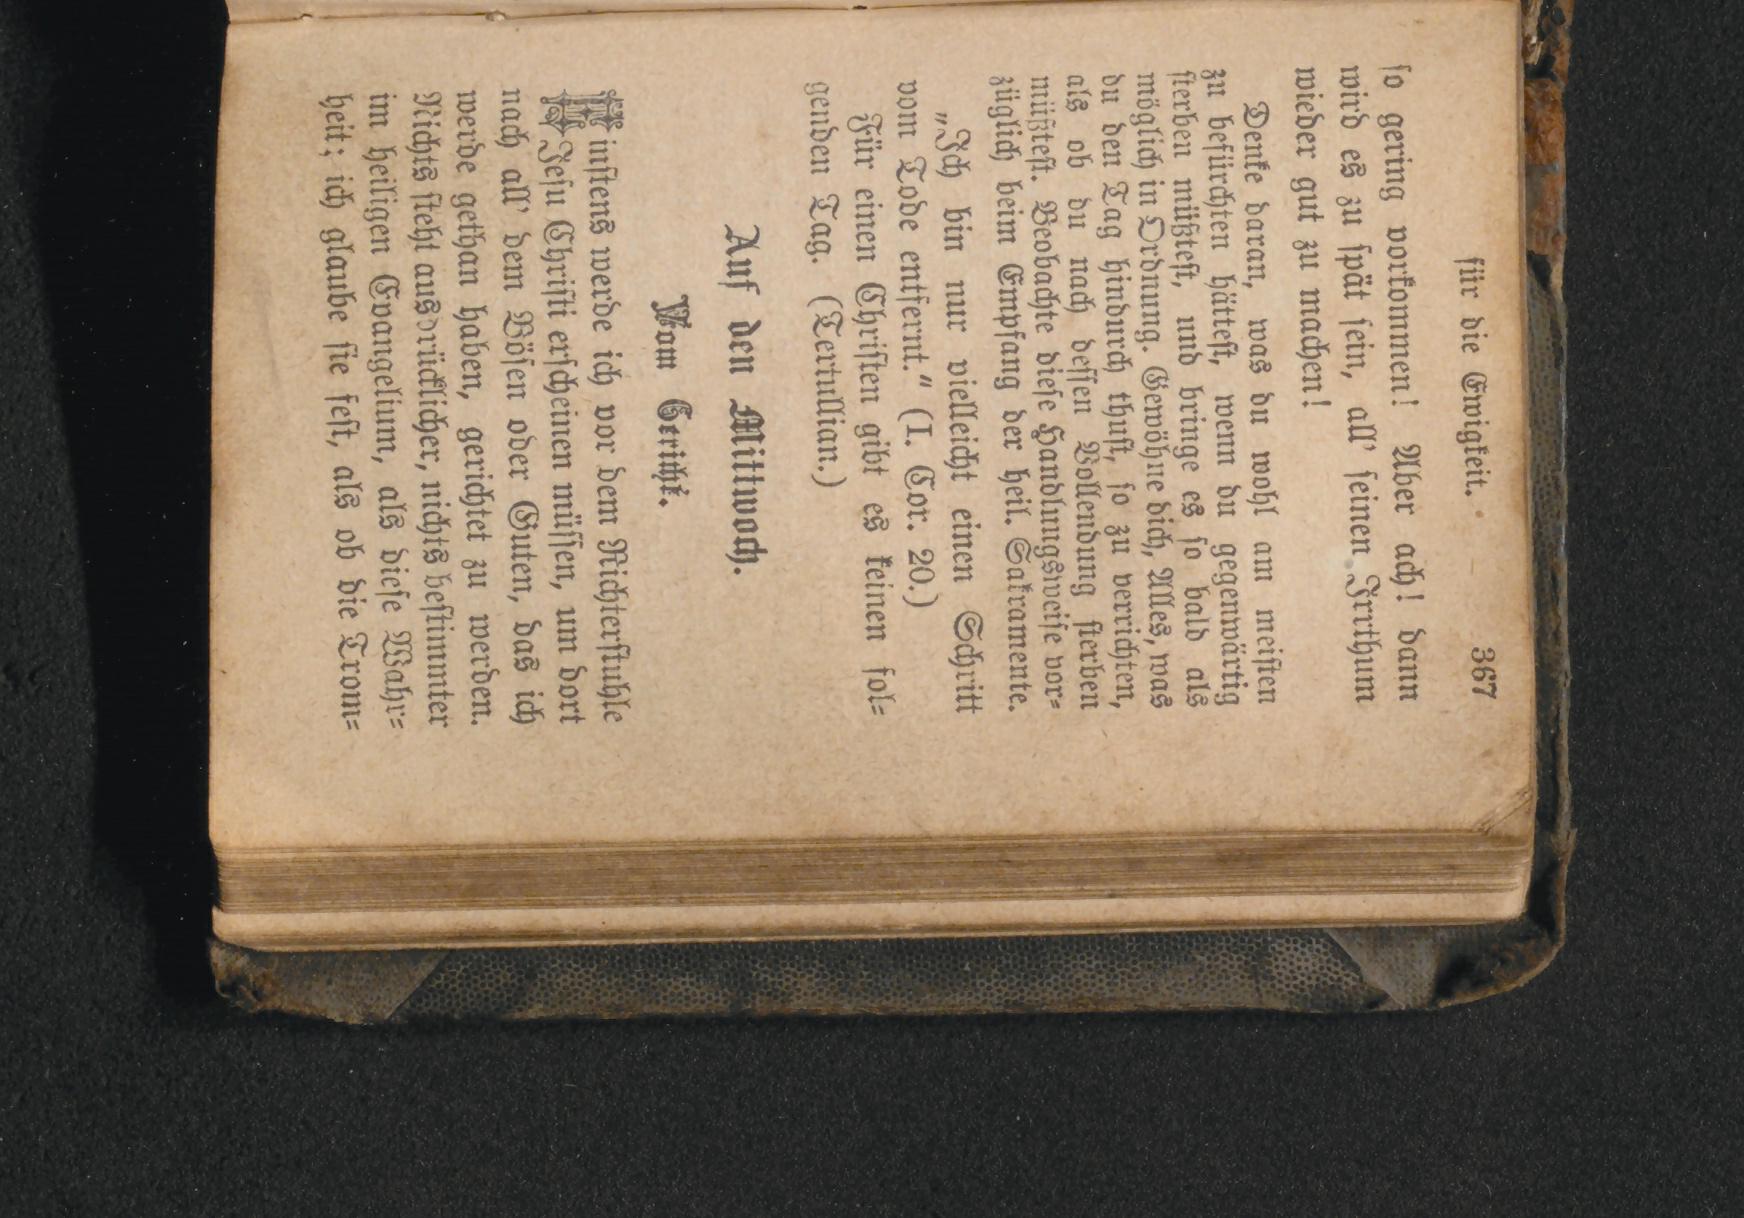 für die Ewigkeit. 367
so gering vorkommen! Aber ach! dann
wird es zu spät sein, all' seinen Irrthum
wieder gut zu machen!
Denke daran, was du wohl am meisten
zu befürchten hättest, wenn du gegenwärtig
sterben müßtest, und bringe es so bald als
möglich in Ordnung. Gewöhne dich, Alles, was
du den Tag hindurch thust, so zu verrichten,
als ob du nach dessen Vollendung sterben
müßtest. Beobachte diese Handlungsweise vor=
züglich beim Empfang der heil. Sakramente.
„Ich bin nur vielleicht einen Schritt
vom Tode entfernt.“ (I. Cor. 20.)
Für einen Christen gibt es keinen fol=
genden Tag. (Tertullian.)
Auf den Mittwoch.
Vom Gericht.
Einstens werde ich vor dem Richterstuhle
Jesu Christi erscheinen müssen, um dort
nach all' dem Bösen oder Guten, das ich
werde gethan haben, gerichtet zu werden.
Nichts steht ausdrücklicher, nichts bestimmter
im heiligen Evangelium, als diese Wahr=
heit; ich glaube sie fest, als ob die Trom=